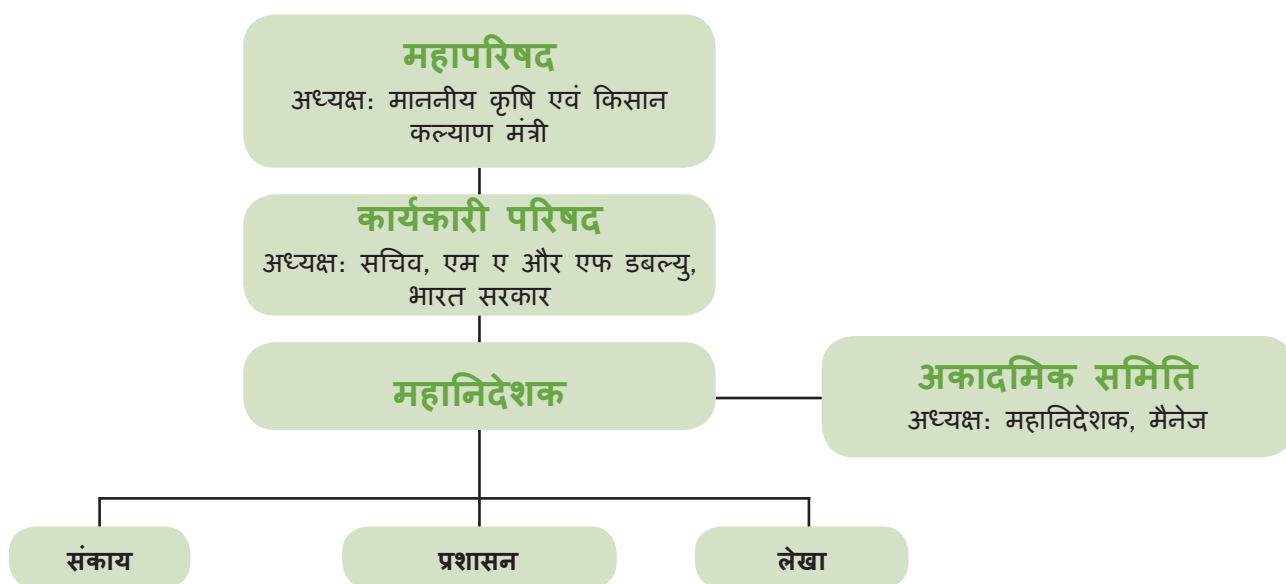 महापरिषद
अध्यक्ष: माननीय कृषि एवं किसान
कल्याण मंत्री
कार्यकारी परिषद
अध्यक्ष: सचिव, एम ए और एफ डबल्यु,
भारत सरकार
महानिदेशक
अकादमिक समिति
अध्यक्ष: महानिदेशक, मैनेज
संकाय
प्रशासन
लेखा